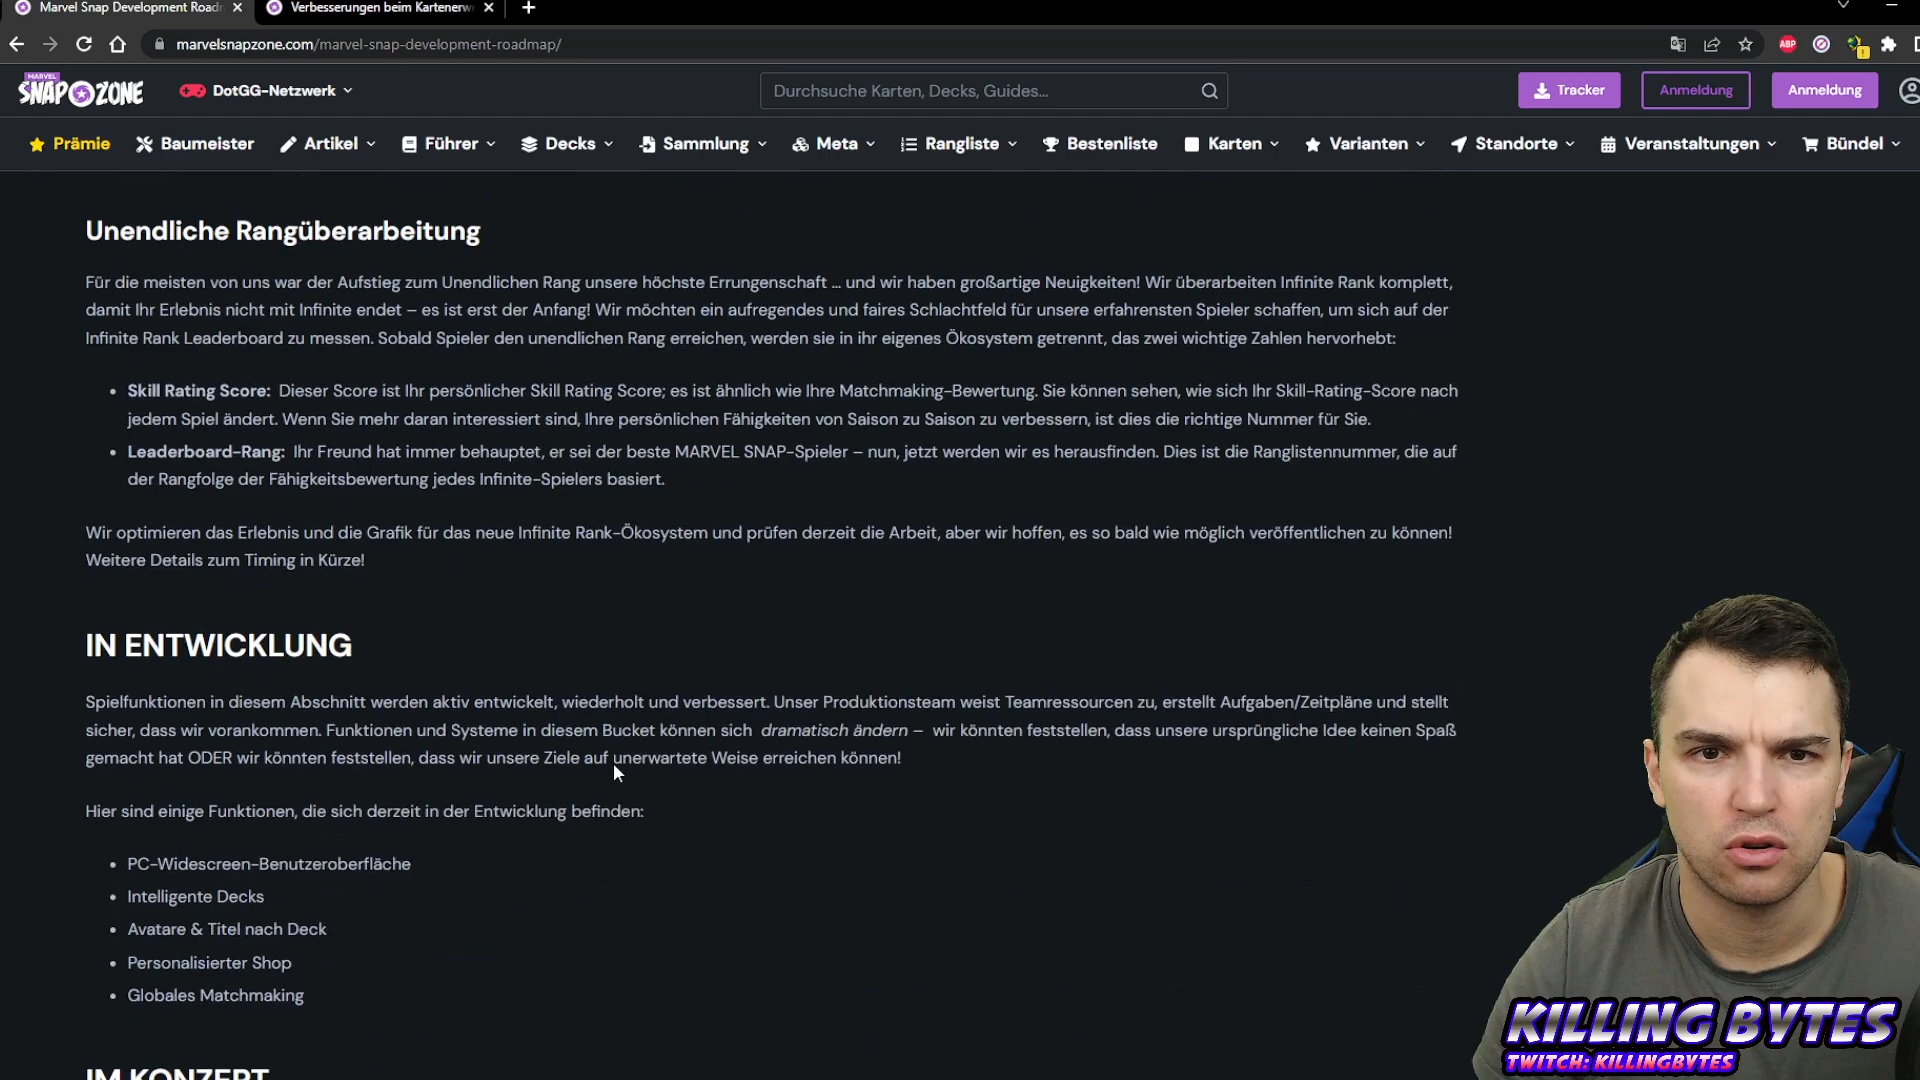 Marvel Snap Development Roadm
Verbesserungen beim Kartenerwe
marvelsnapzone.com/marvel-snap-development-roadmap/
ABP
MARVEL
SNAP ZONE
DotGG-Netzwerk
Durchsuche Karten, Decks, Guides...
Tracker
Anmeldung
Anmeldung
Prämie Baumeister Artikel Führer Decks Sammlung Meta Rangliste Bestenliste Karten Varianten Standorte Veranstaltungen Bündel
Unendliche Rangüberarbeitung
Für die meisten von uns war der Aufstieg zum Unendlichen Rang unsere höchste Errungenschaft ... und wir haben großartige Neuigkeiten! Wir überarbeiten Infinite Rank komplett,
damit Ihr Erlebnis nicht mit Infinite endet – es ist erst der Anfang! Wir möchten ein aufregendes und faires Schlachtfeld für unsere erfahrensten Spieler schaffen, um sich auf der
Infinite Rank Leaderboard zu messen. Sobald Spieler den unendlichen Rang erreichen, werden sie in ihr eigenes Ökosystem getrennt, das zwei wichtige Zahlen hervorhebt:
• Skill Rating Score: Dieser Score ist Ihr persönlicher Skill Rating Score; es ist ähnlich wie Ihre Matchmaking-Bewertung. Sie können sehen, wie sich Ihr Skill-Rating-Score nach
jedem Spiel ändert. Wenn Sie mehr daran interessiert sind, Ihre persönlichen Fähigkeiten von Saison zu Saison zu verbessern, ist dies die richtige Nummer für Sie.
• Leaderboard-Rang: Ihr Freund hat immer behauptet, er sei der beste MARVEL SNAP-Spieler – nun, jetzt werden wir es herausfinden. Dies ist die Ranglistennummer, die auf
der Rangfolge der Fähigkeitsbewertung jedes Infinite-Spielers basiert.
Wir optimieren das Erlebnis und die Grafik für das neue Infinite Rank-Ökosystem und prüfen derzeit die Arbeit, aber wir hoffen, es so bald wie möglich veröffentlichen zu können!
Weitere Details zum Timing in Kürze!
IN ENTWICKLUNG
Spielfunktionen in diesem Abschnitt werden aktiv entwickelt, wiederholt und verbessert. Unser Produktionsteam weist Teamressourcen zu, erstellt Aufgaben/Zeitpläne und stellt
sicher, dass wir vorankommen. Funktionen und Systeme in diesem Bucket können sich dramatisch ändern – wir könnten feststellen, dass unsere ursprüngliche Idee keinen Spaß
gemacht hat ODER wir könnten feststellen, dass wir unsere Ziele auf unerwartete Weise erreichen können!
Hier sind einige Funktionen, die sich derzeit in der Entwicklung befinden:
• PC-Widescreen-Benutzeroberfläche
• Intelligente Decks
• Avatare & Titel nach Deck
• Personalisierter Shop
• Globales Matchmaking
IM KONZEPT
KILLING BYTES
TWITCH: KILLINGBYTES